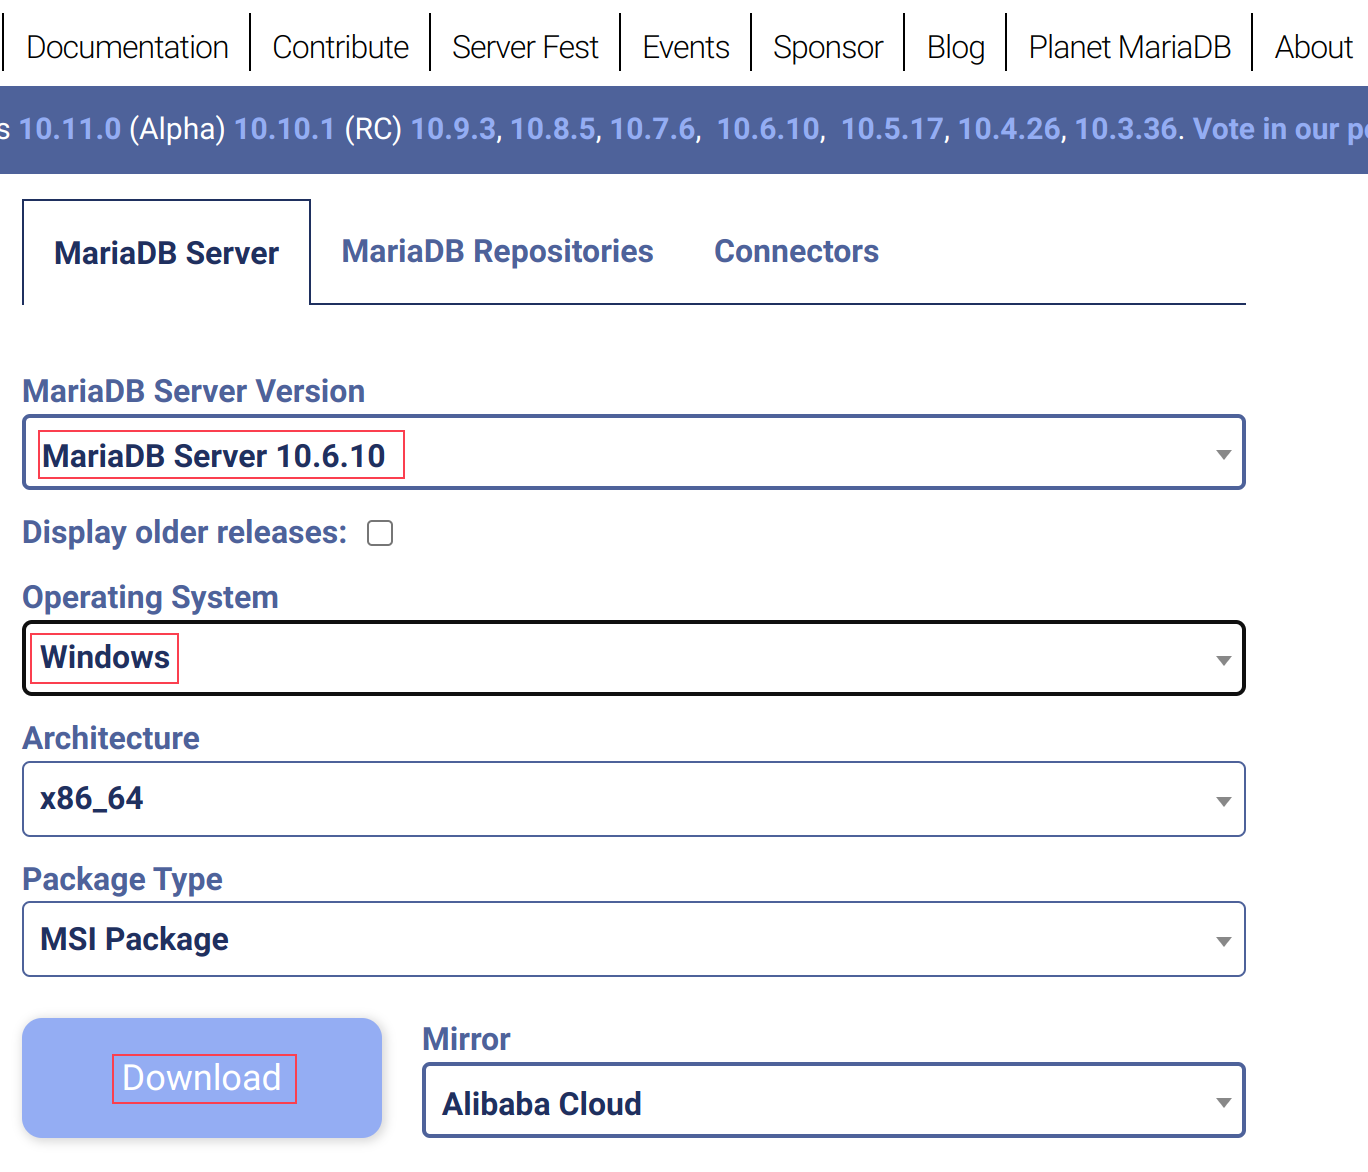 Documentation Contribute Server Fest Events Sponsor Blog Planet MariaDB About
s 10.11.0 (Alpha) 10.10.1 (RC) 10.9.3, 10.8.5, 10.7.6, 10.6.10, 10.5.17, 10.4.26, 10.3.36. Vote in our
MariaDB Server MariaDB Repositories Connectors
MariaDB Server Version
MariaDB Server 10.6.10
Display older releases:
Operating System
Windows
Architecture
x86_64
Package Type
MSI Package
Download
Mirror
Alibaba Cloud